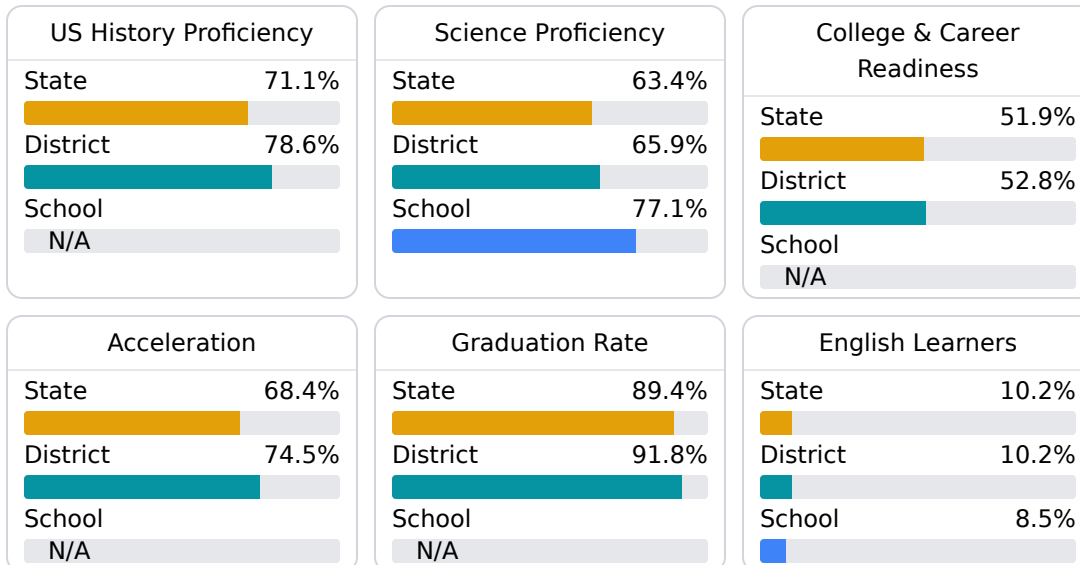 US History Proficiency
State 71.1%
District 78.6%
School
N/A
Science Proficiency
State 63.4%
District 65.9%
School 77.1%
College & Career
Readiness
State 51.9%
District 52.8%
School
N/A
Acceleration
State 68.4%
District 74.5%
School
N/A
Graduation Rate
State 89.4%
District 91.8%
School
N/A
English Learners
State 10.2%
District 10.2%
School 8.5%